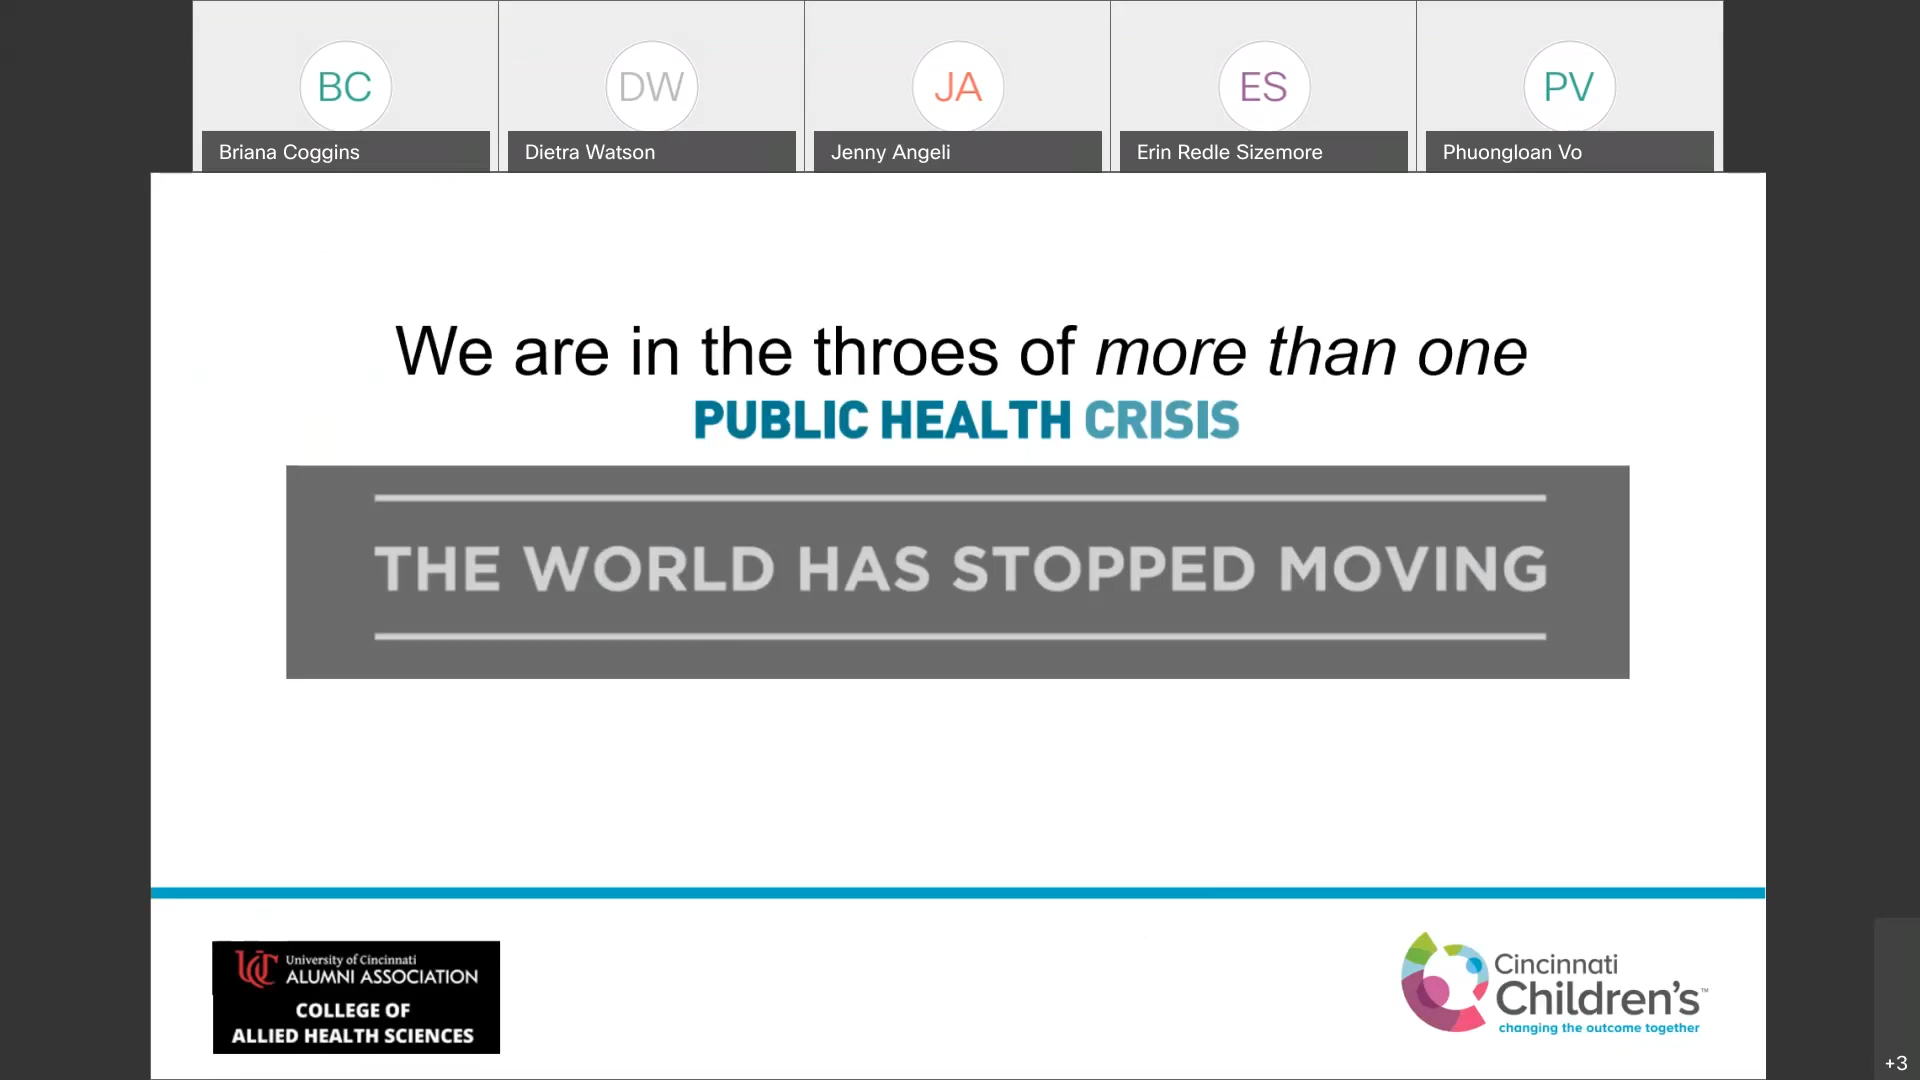 BC
DW
JA
ES
PV
Briana Coggins
Dietra Watson
Jenny Angeli
Erin Redle Sizemore
Phuongloan Vo
We are in the throes of more than one
PUBLIC HEALTH CRISIS
THE WORLD HAS STOPPED MOVING
UC
University of Cincinnati
ALUMNI ASSOCIATION
COLLEGE OF
ALLIED HEALTH SCIENCES
Cincinnati
Children's™
changing the outcome together
+3